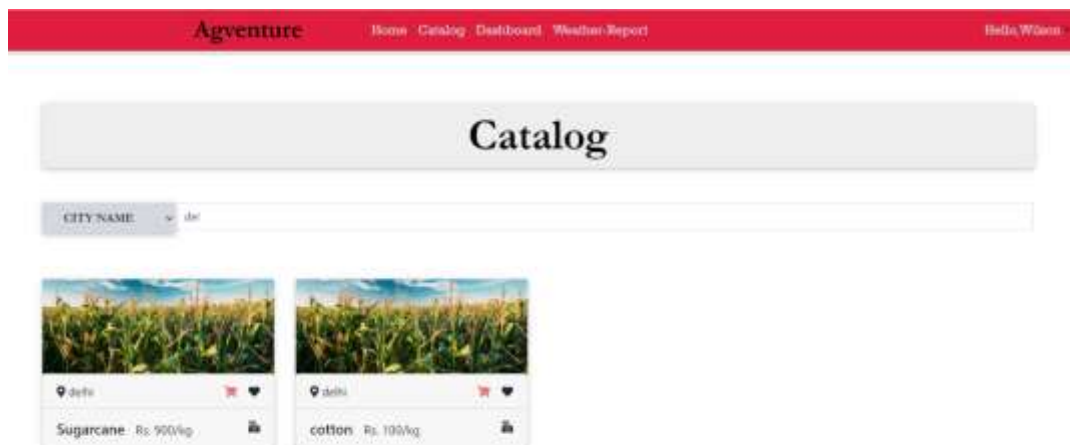 Agventure Home Catalog Dashboard Weather-Report Hello,Wilson
Catalog
CITY NAME del
delhi
delhi
Sugarcane Rs. 900/kg
cotton Rs. 100/kg